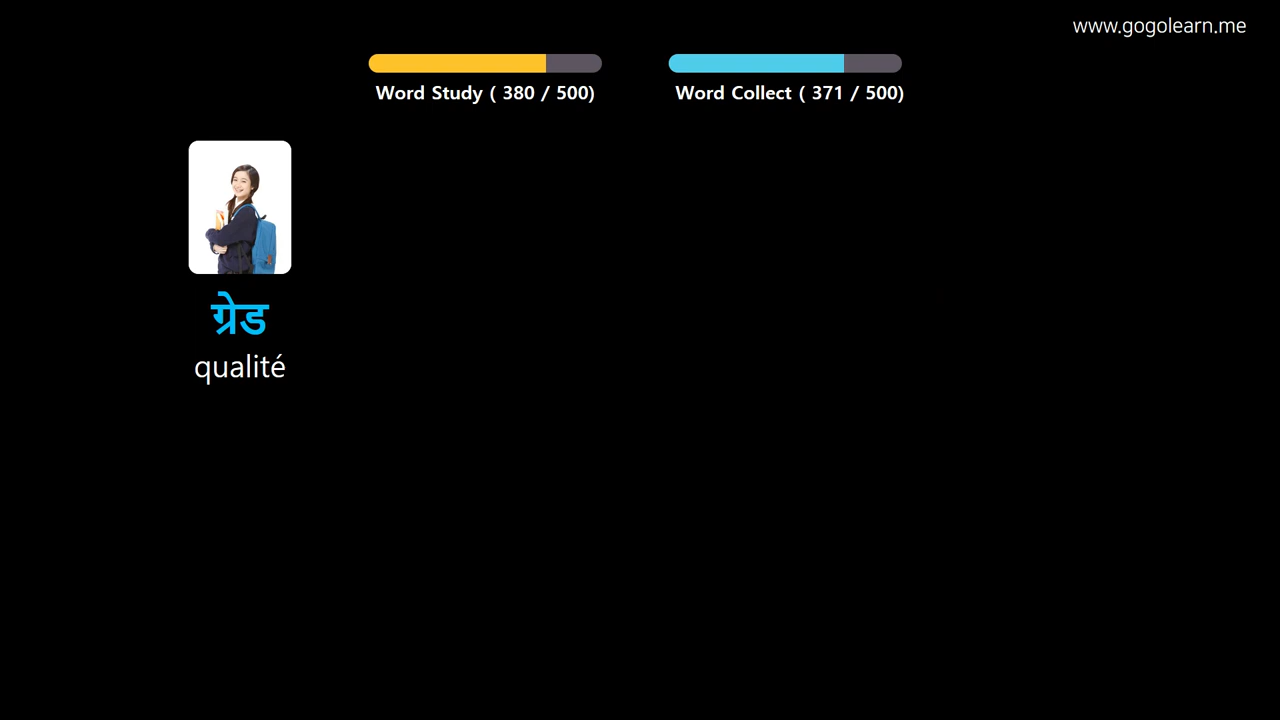 www.gogolearn.me
Word Study ( 380 / 500)
Word Collect ( 371 / 500)
ग्रेड
qualité